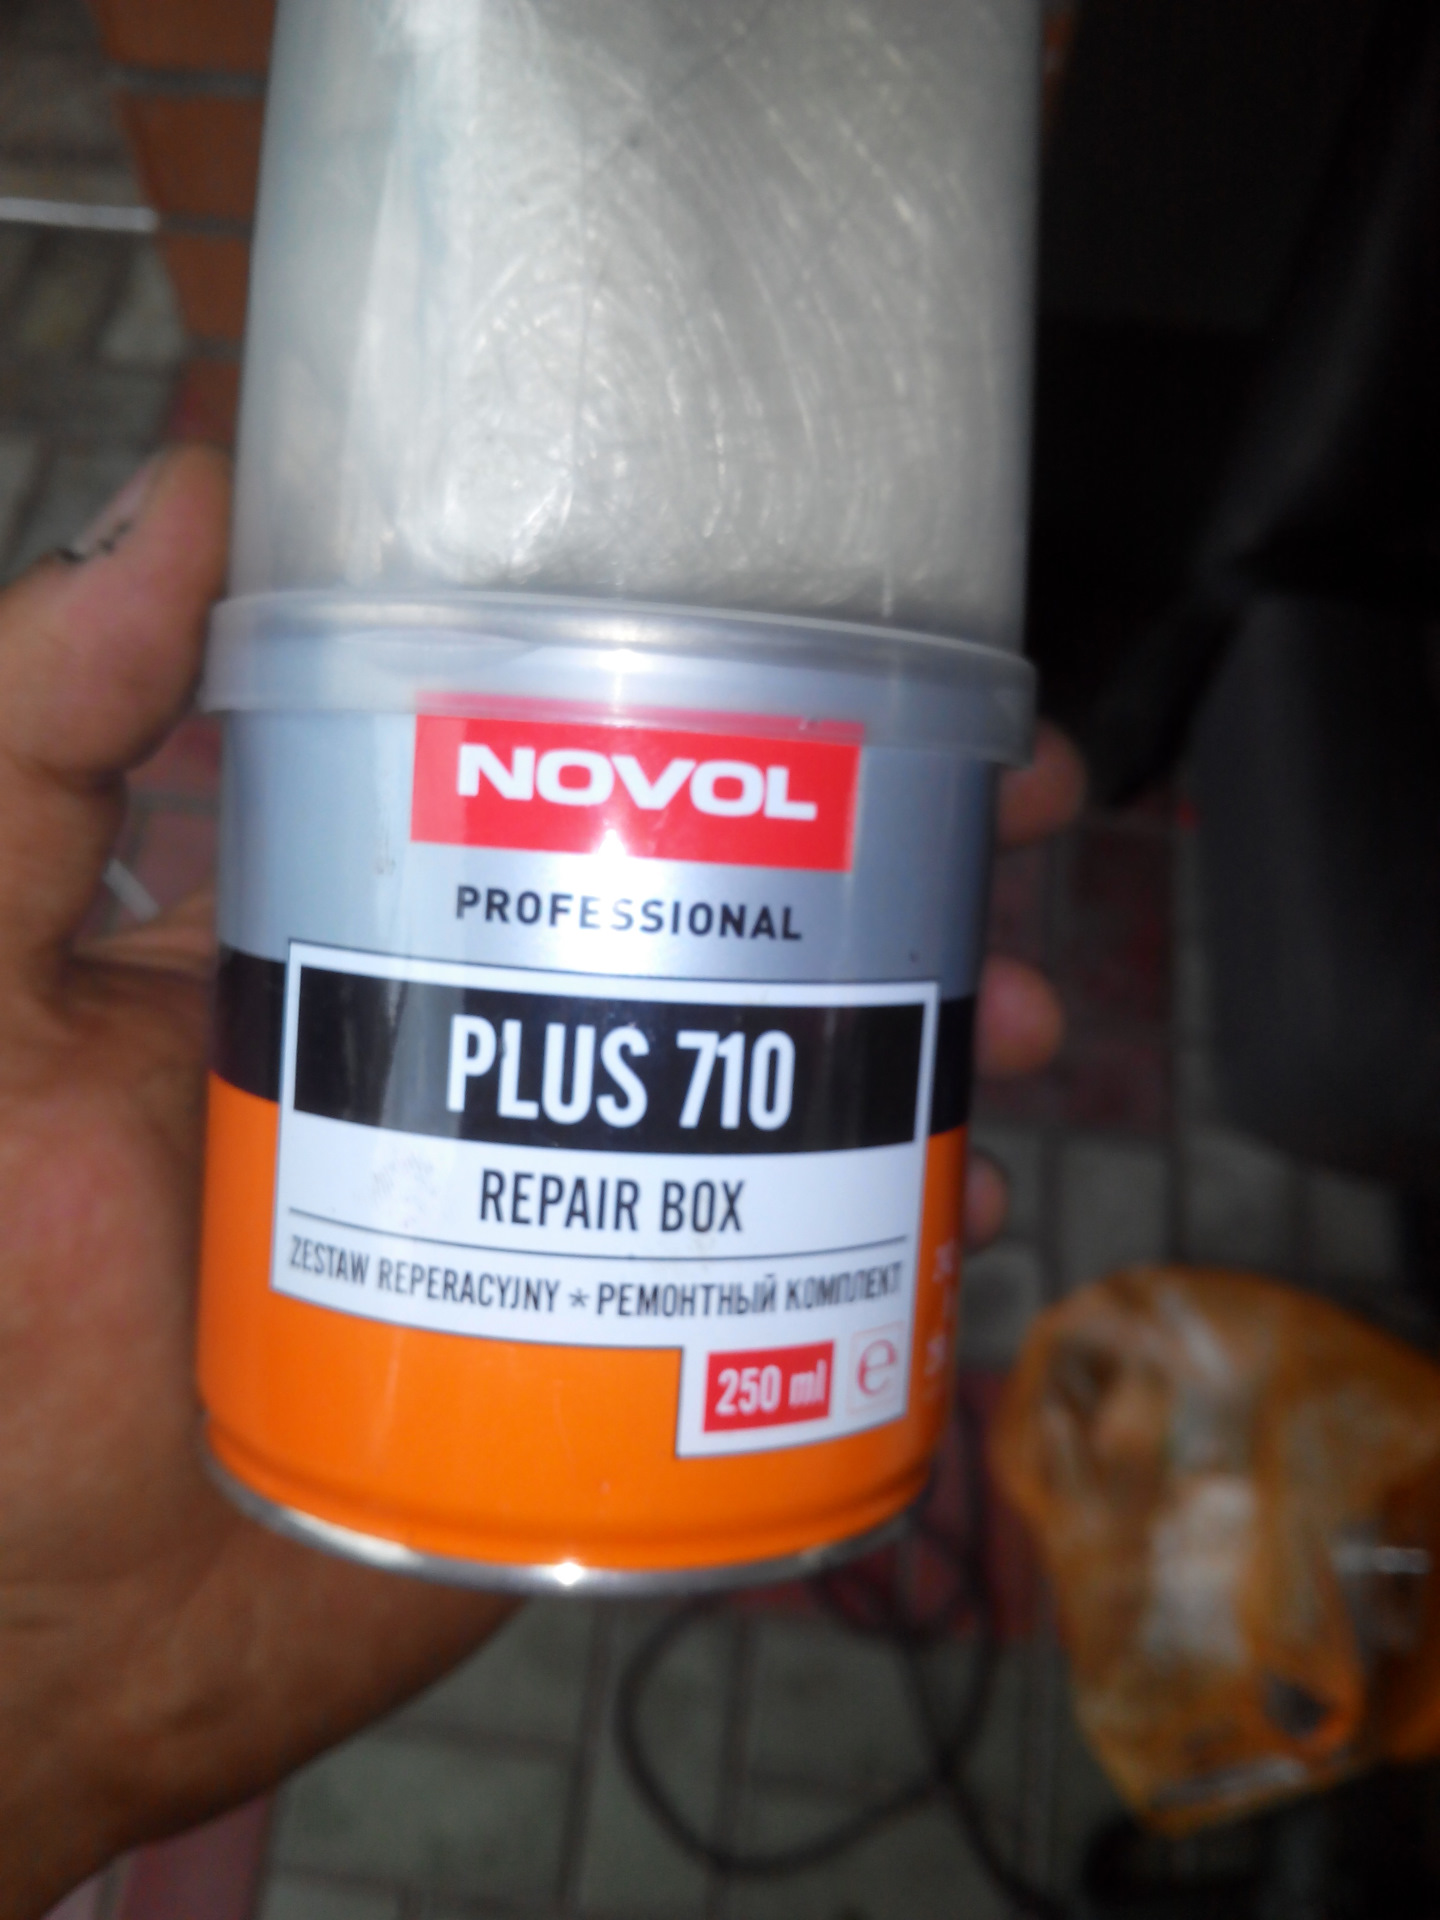 NOVOL
PROFESSIONAL
PLUS 710
REPAIR BOX
ZESTAW REPERACYJNY * РЕМОНТНЫЙ КОМПЛЕКТ
250 ml e